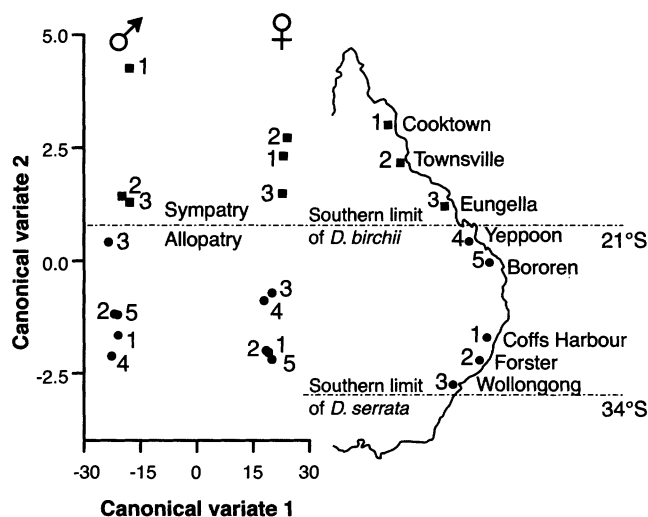 ♂ ♀
5.0
2.5
0.0
-2.5
Canonical variate 2
-30 -15 0 15 30
Canonical variate 1
1
2
3
3
2 5
1
4
2
1
3
3
4
2 1
5
Sympatry
Allopatry
Southern limit
of D. birchii
21°S
1 Cooktown
2 Townsville
3 Eungella
4 Yeppoon
5 Bororen
1 Coffs Harbour
2 Forster
3 Wollongong
Southern limit
of D. serrata
34°S